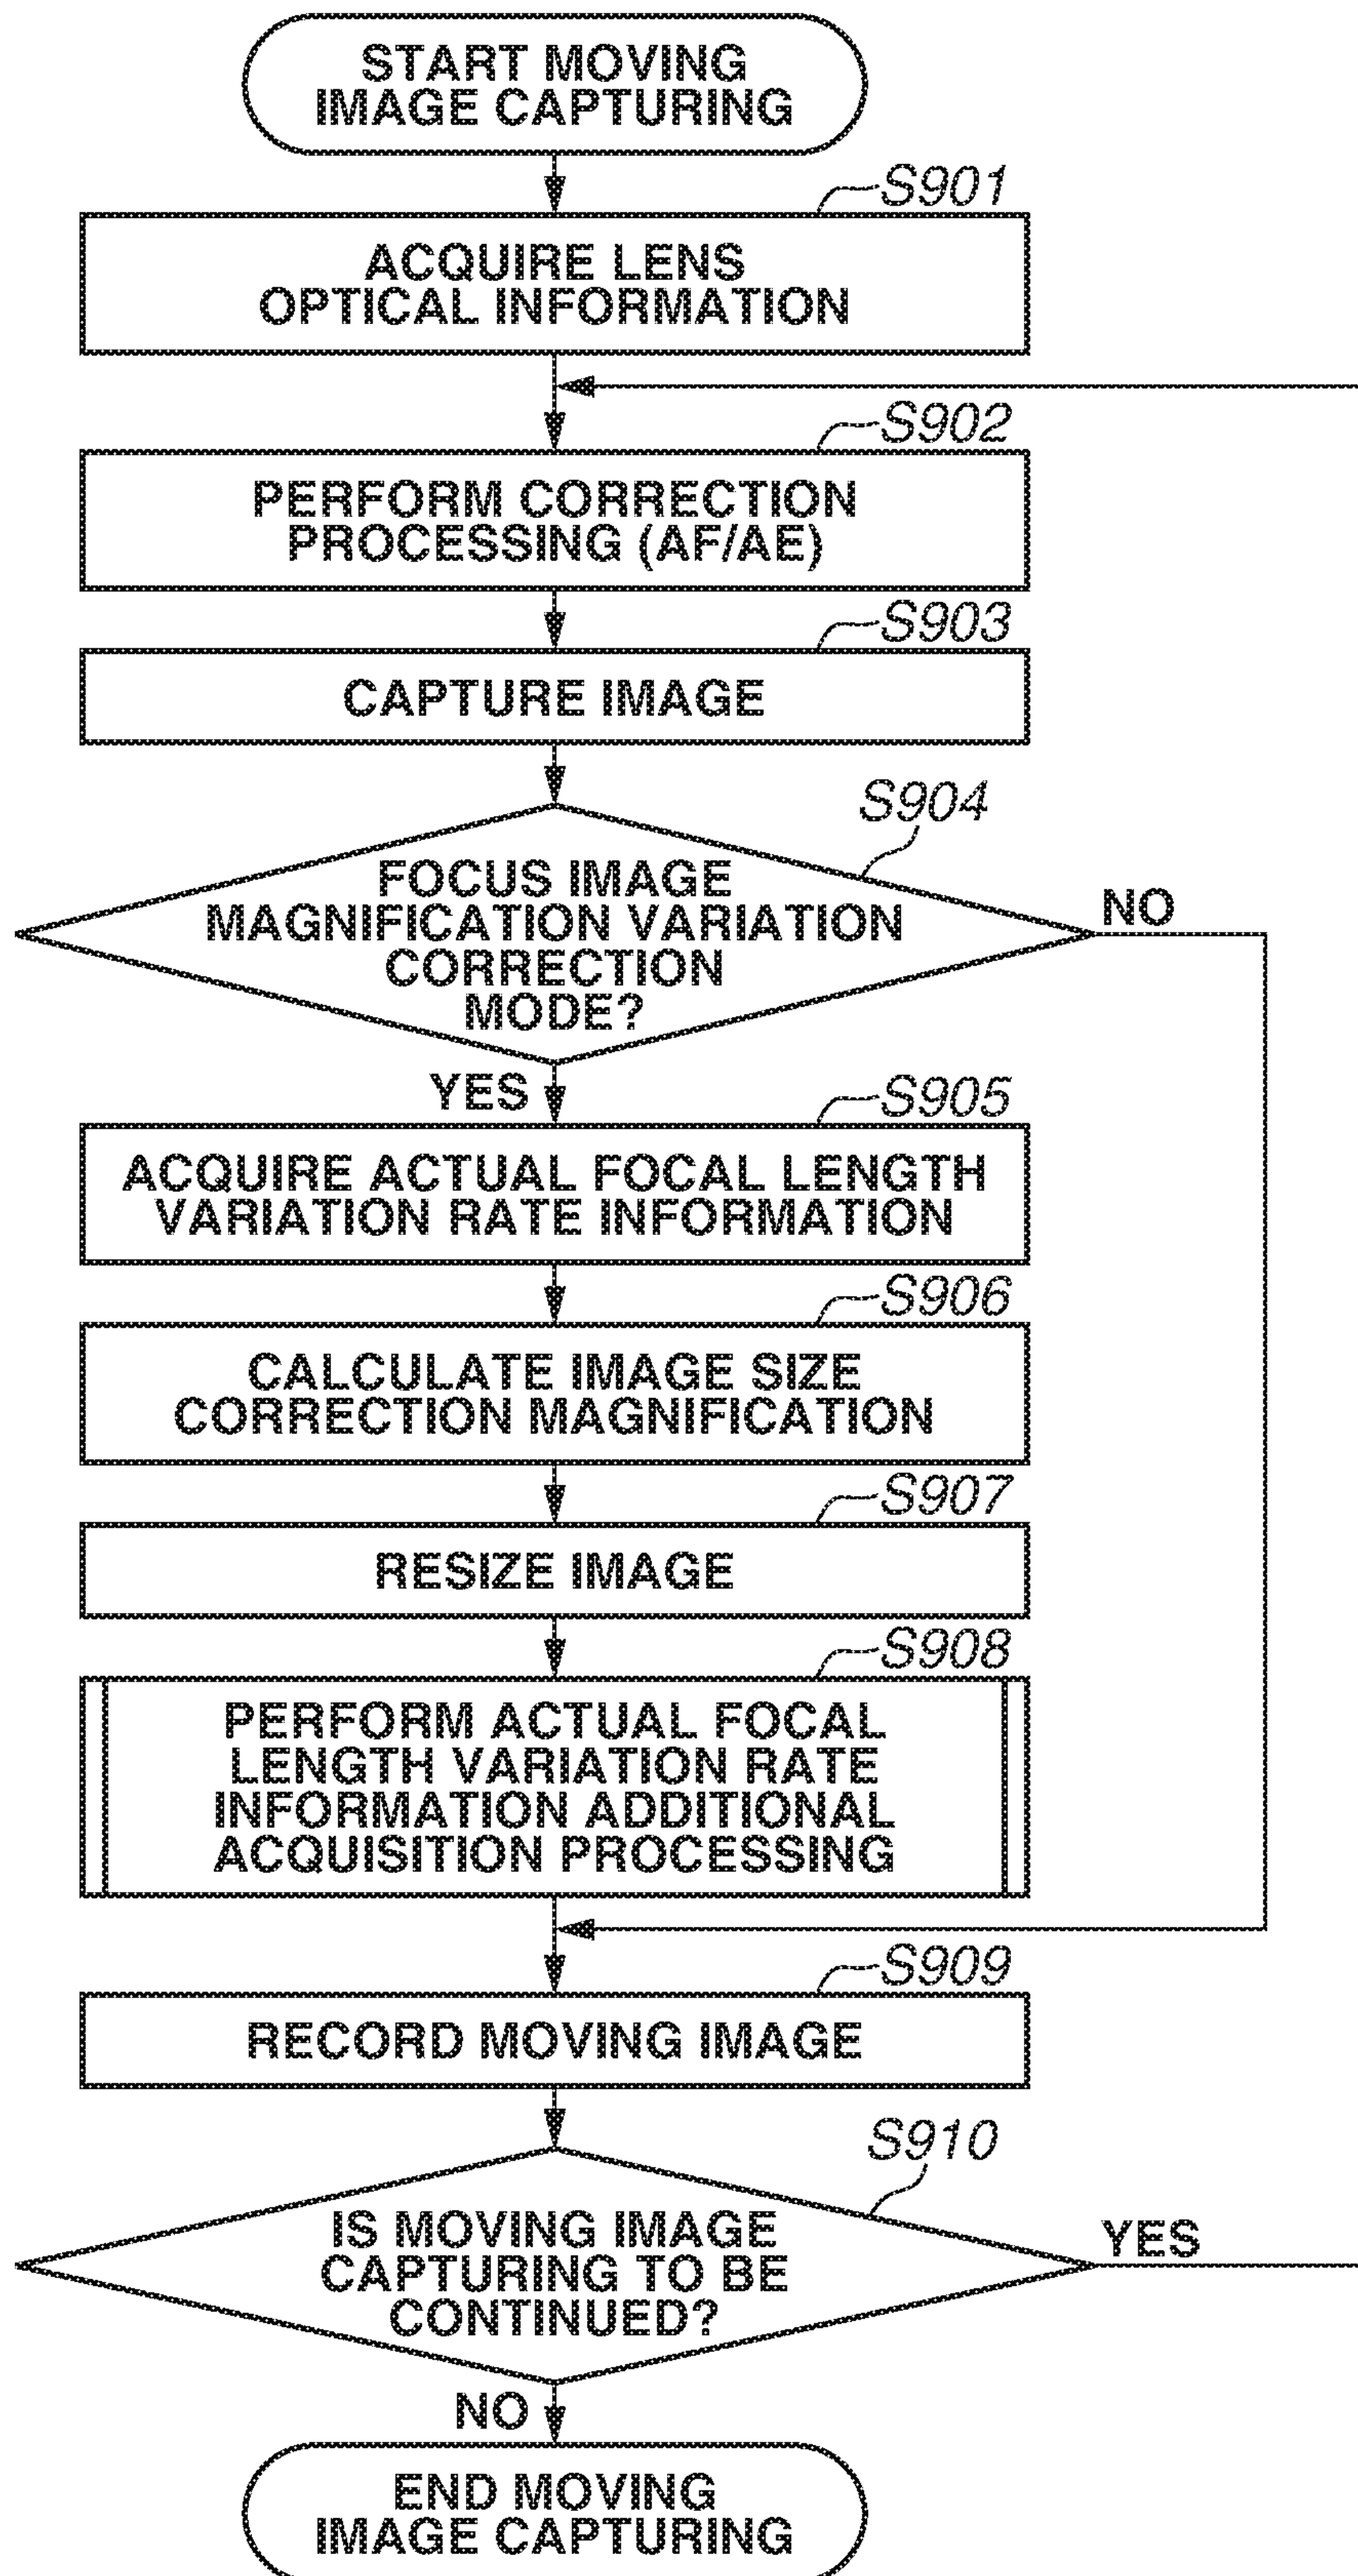 START MOVING
IMAGE CAPTURING
S901
ACQUIRE LENS
OPTICAL INFORMATION
S902
PERFORM CORRECTION
PROCESSING (AF/AE)
S903
CAPTURE IMAGE
S904
FOCUS IMAGE
MAGNIFICATION VARIATION
CORRECTION
MODE?
NO
YES
S905
ACQUIRE ACTUAL FOCAL LENGTH
VARIATION RATE INFORMATION
S906
CALCULATE IMAGE SIZE
CORRECTION MAGNIFICATION
S907
RESIZE IMAGE
S908
PERFORM ACTUAL FOCAL
LENGTH VARIATION RATE
INFORMATION ADDITIONAL
ACQUISITION PROCESSING
S909
RECORD MOVING IMAGE
S910
IS MOVING IMAGE
CAPTURING TO BE
CONTINUED?
YES
NO
END MOVING
IMAGE CAPTURING